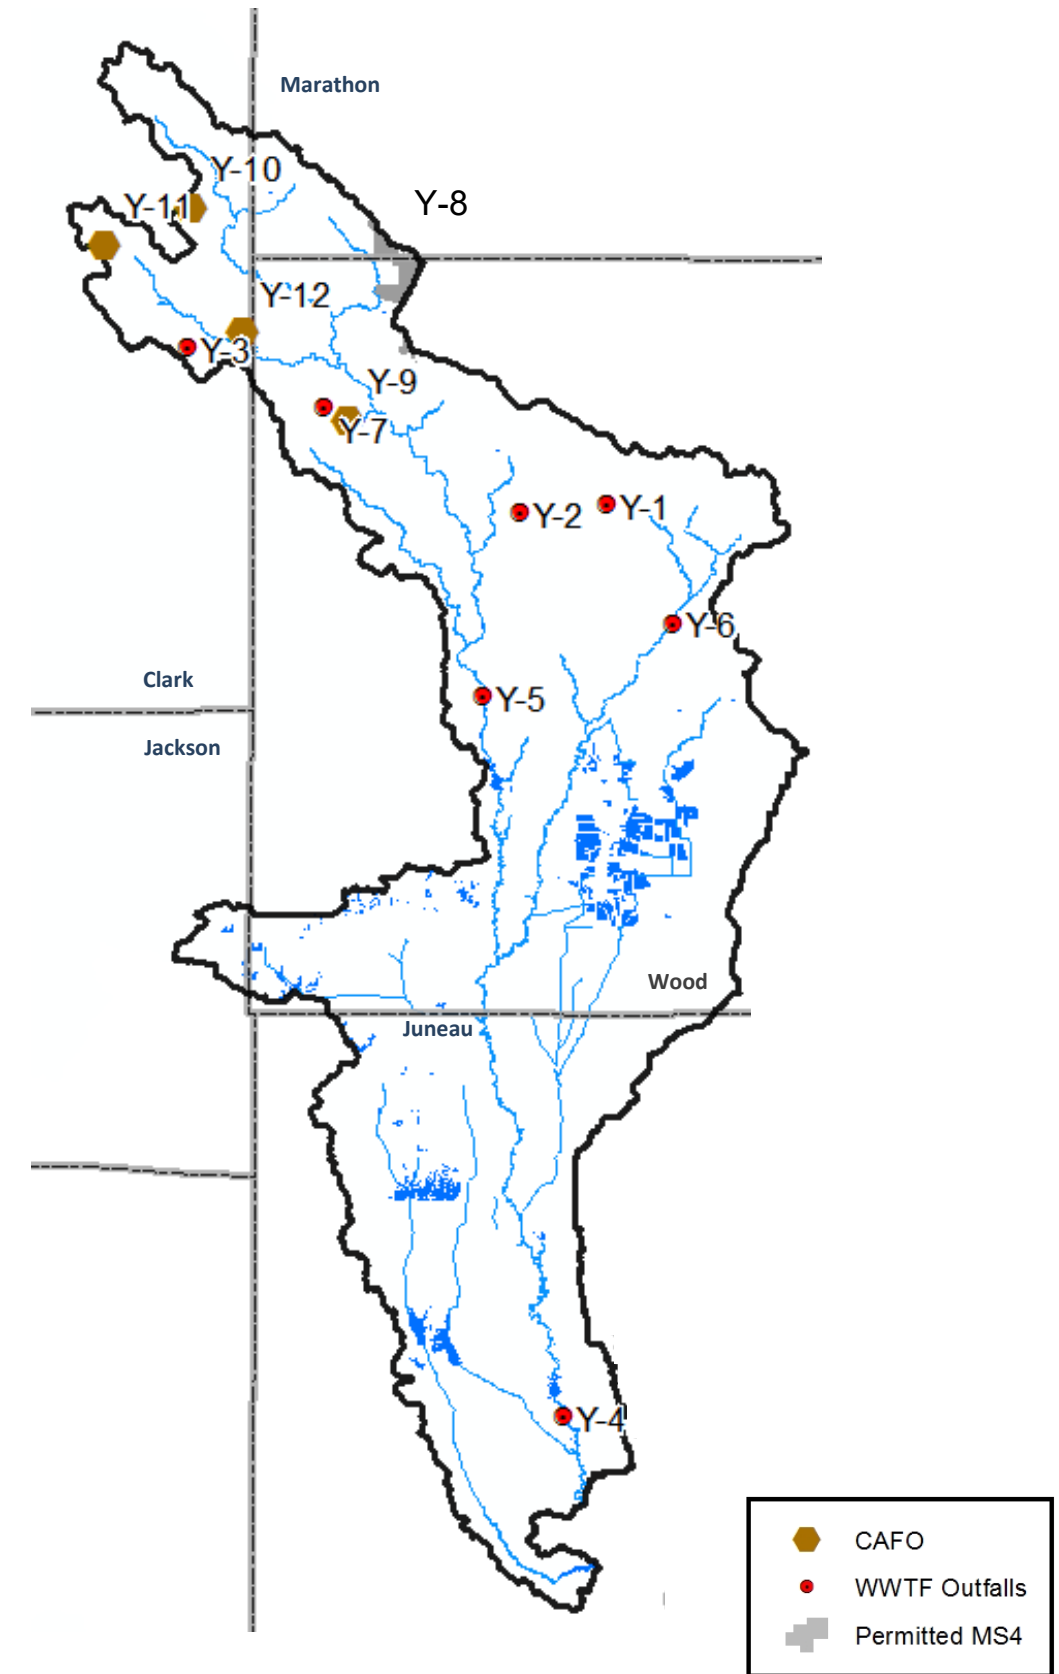 Marathon
Y-10
Y-11
Y-8
Y-12
Y-3
Y-9
Y-7
Y-2
Y-1
Y-6
Clark
Y-5
Jackson
Wood
Juneau
Y-4
CAFO
WWTF Outfalls
Permitted MS4